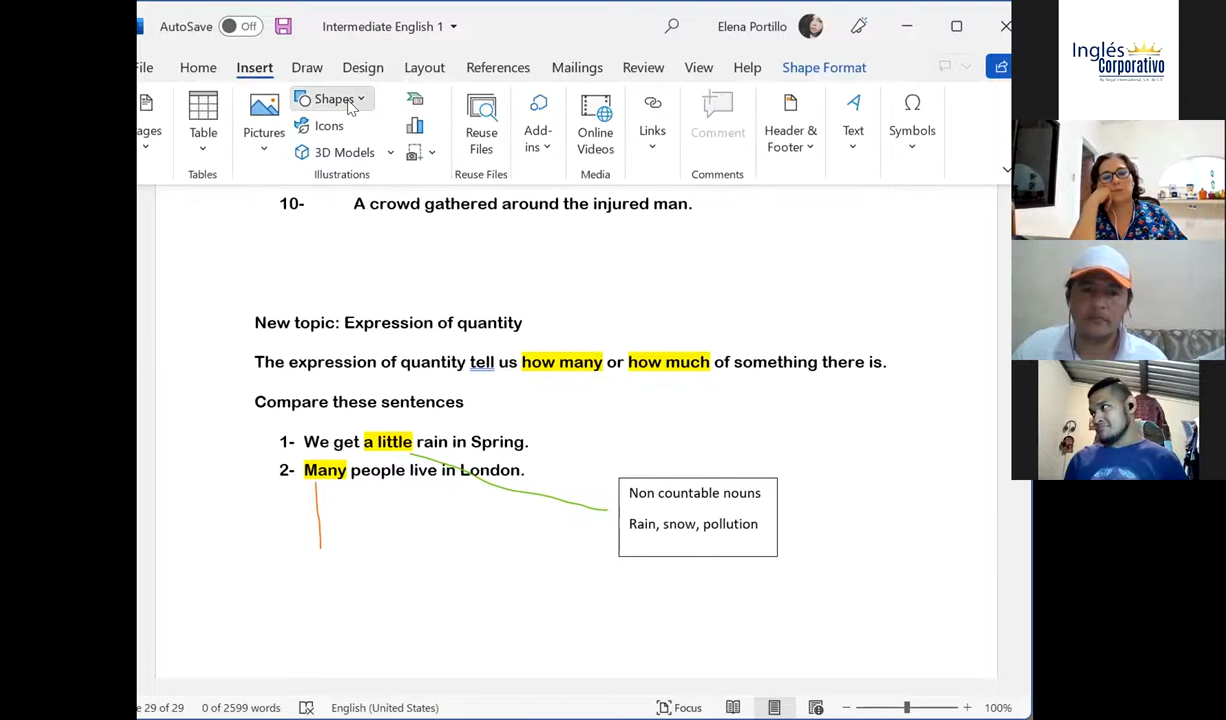 AutoSave Off Intermediate English 1 Elena Portillo
File Home Insert Draw Design Layout References Mailings Review View Help Shape Format
Table Pictures Shapes Icons 3D Models Reuse Files Add-ins Online Videos Links Comment Header & Footer Text Symbols
Tables Illustrations Reuse Files Media Comments
10- A crowd gathered around the injured man.
New topic: Expression of quantity
The expression of quantity tell us how many or how much of something there is.
Compare these sentences
1- We get a little rain in Spring.
2- Many people live in London.
Non countable nouns
Rain, snow, pollution
29 of 29 0 of 2599 words English (United States) Focus 100%
Inglés
Corporativo